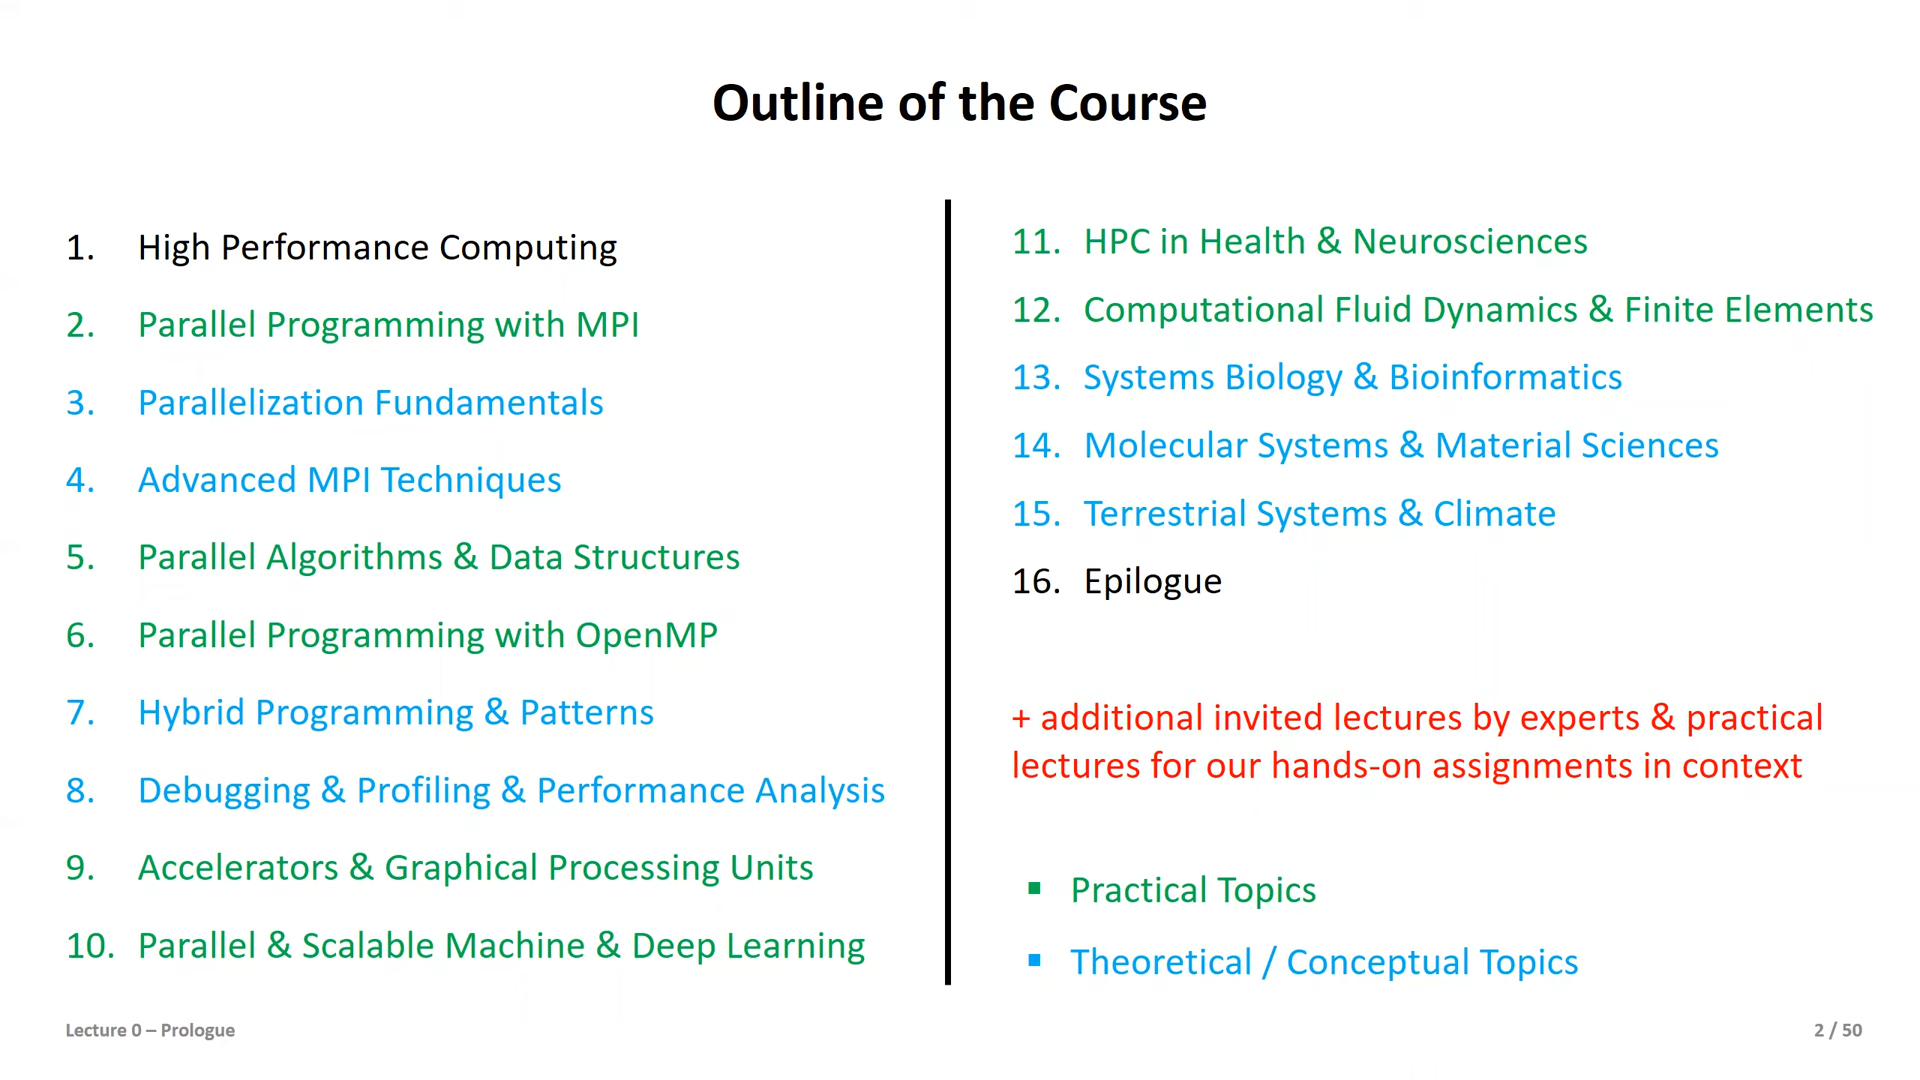 Outline of the Course
1. High Performance Computing
2. Parallel Programming with MPI
3. Parallelization Fundamentals
4. Advanced MPI Techniques
5. Parallel Algorithms & Data Structures
6. Parallel Programming with OpenMP
7. Hybrid Programming & Patterns
8. Debugging & Profiling & Performance Analysis
9. Accelerators & Graphical Processing Units
10. Parallel & Scalable Machine & Deep Learning
11. HPC in Health & Neurosciences
12. Computational Fluid Dynamics & Finite Elements
13. Systems Biology & Bioinformatics
14. Molecular Systems & Material Sciences
15. Terrestrial Systems & Climate
16. Epilogue
+ additional invited lectures by experts & practical
lectures for our hands-on assignments in context
▪ Practical Topics
▪ Theoretical / Conceptual Topics
Lecture 0 – Prologue
2 / 50